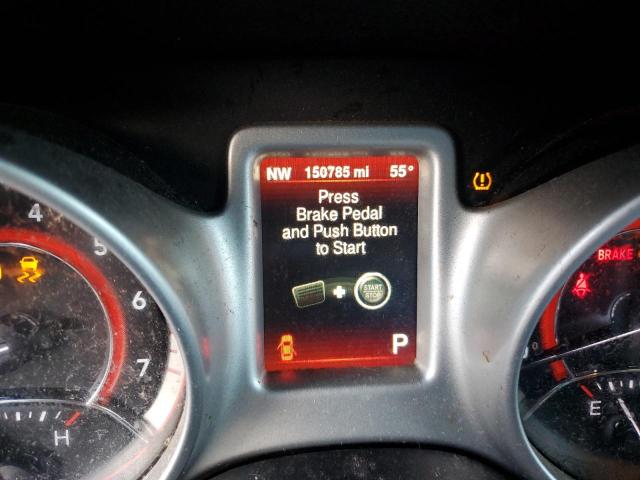 NW 150785 mi 55°
Press
Brake Pedal
and Push Button
to Start
START
STOP
P
4
5
6
7
H
BRAKE
E